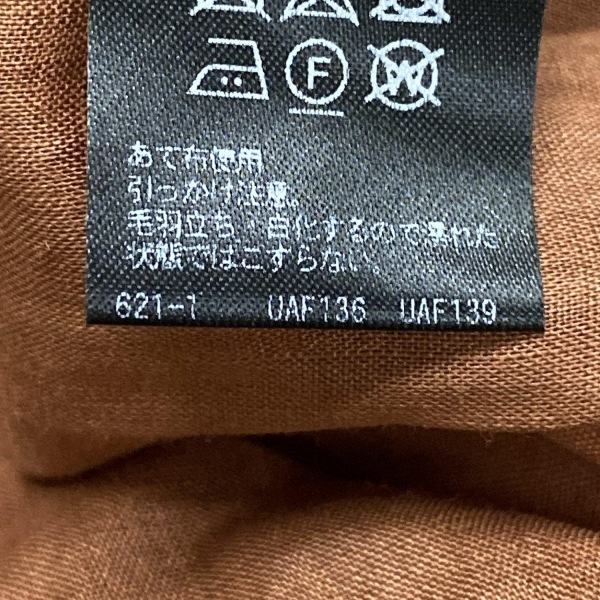 F W
あて布使用
引っかけ注意。
毛羽立ち 白化するので濡れた
状態ではこすらない。
621-1 UAF136 UAF139